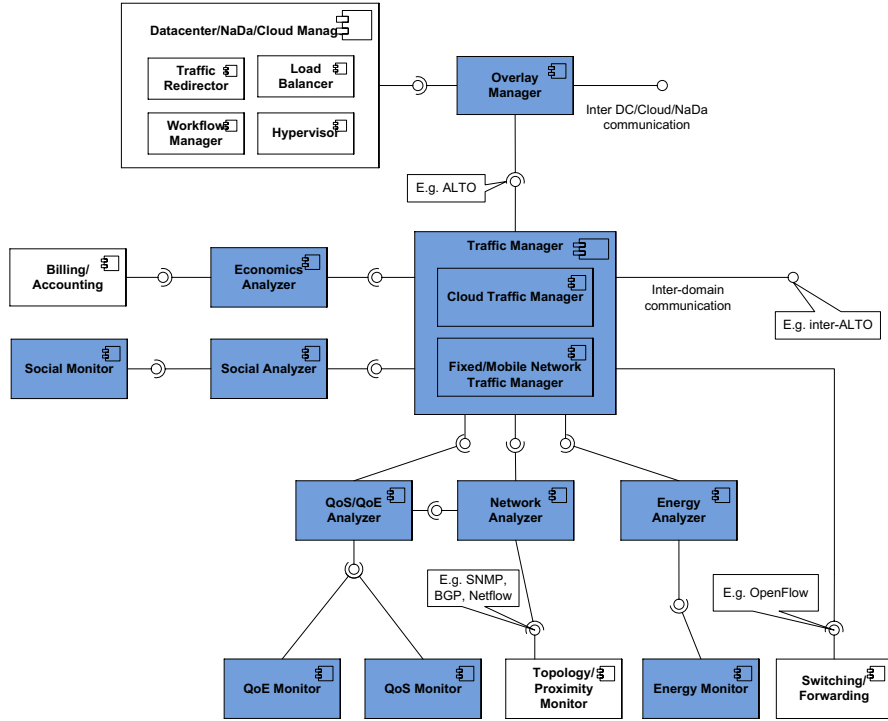 Datacenter/NaDa/Cloud Manag
Traffic
Redirector
Load
Balancer
Workflow
Manager
Hypervisor
Overlay
Manager
Inter DC/Cloud/NaDa
communication
E.g. ALTO
Traffic Manager
Billing/
Accounting
Economics
Analyzer
Cloud Traffic Manager
Inter-domain
communication
E.g. inter-ALTO
Social Monitor
Social Analyzer
Fixed/Mobile Network
Traffic Manager
QoS/QoE
Analyzer
Network
Analyzer
Energy
Analyzer
E.g. SNMP,
BGP, Netflow
E.g. OpenFlow
QoE Monitor
QoS Monitor
Topology/
Proximity
Monitor
Energy Monitor
Switching/
Forwarding